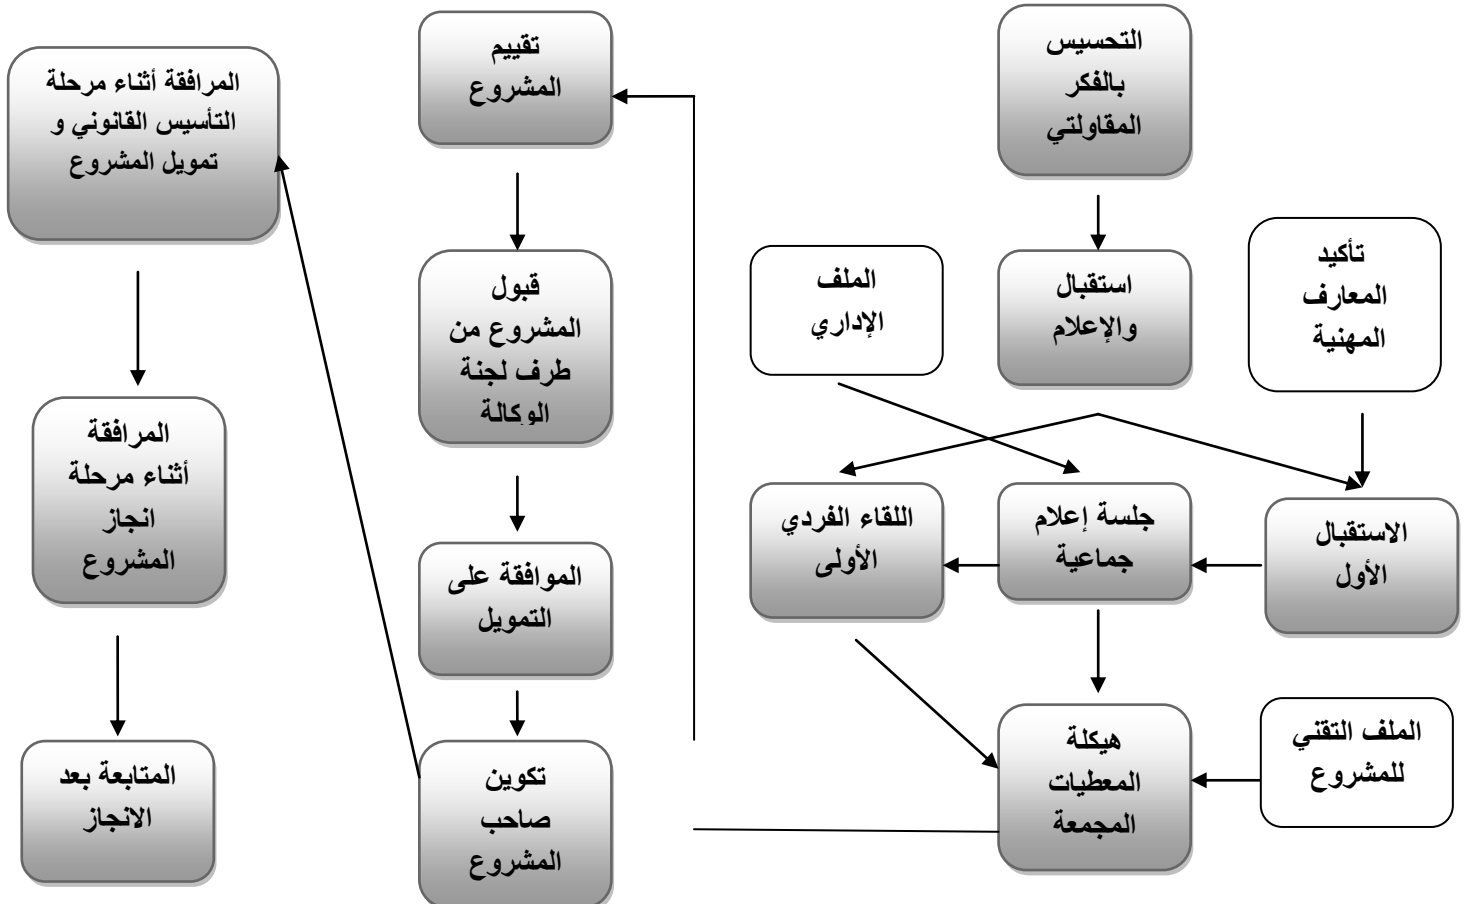 التحسيس
بالفكر
المقاولتي
استقبال
والإعلام
تأكيد
المعارف
المهنية
الملف
الإداري
الاستقبال
الأول
جلسة إعلام
جماعية
اللقاء الفردي
الأولى
هيكلة
المعطيات
المجمعة
الملف التقني
للمشروع
تقييم
المشروع
قبول
المشروع من
طرف لجنة
الوكالة
الموافقة على
التمويل
تكوين
صاحب
المشروع
المرافقة أثناء مرحلة
التأسيس القانوني و
تمويل المشروع
المرافقة
أثناء مرحلة
انجاز
المشروع
المتابعة بعد
الانجاز